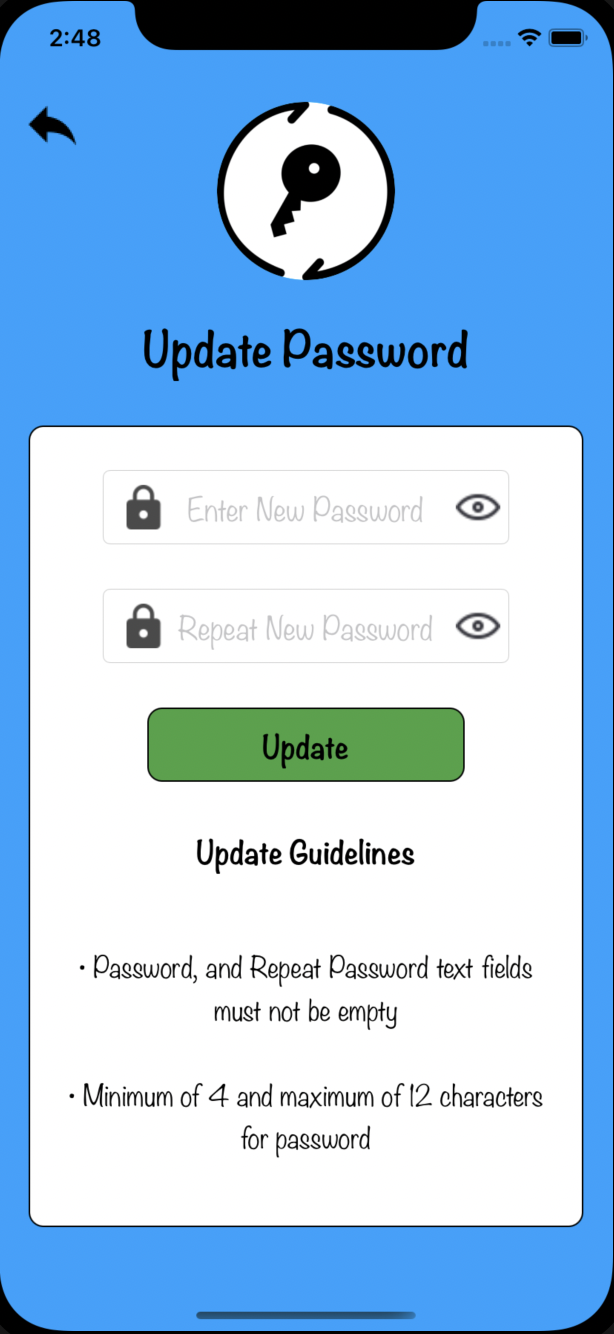 2:48
Update Password
Enter New Password
Repeat New Password
Update
Update Guidelines
• Password, and Repeat Password text fields
must not be empty
• Minimum of 4 and maximum of 12 characters
for password